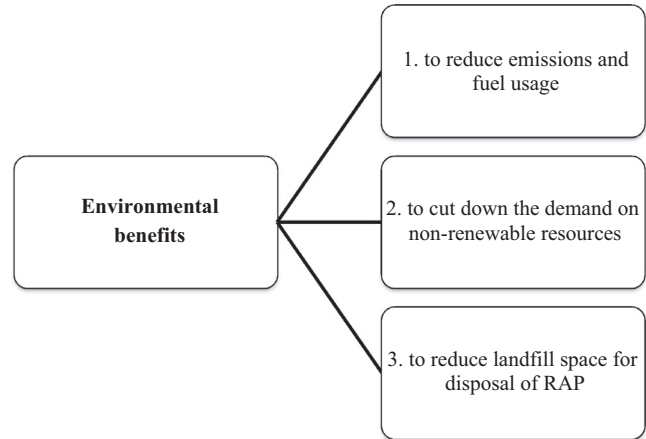 Environmental
benefits
1. to reduce emissions and
fuel usage
2. to cut down the demand on
non-renewable resources
3. to reduce landfill space for
disposal of RAP